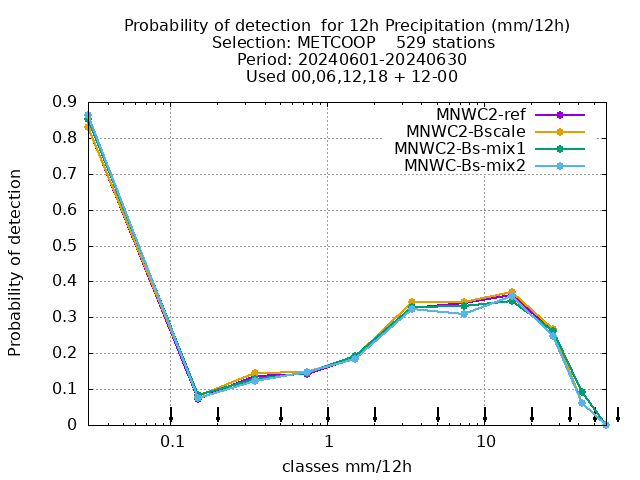 Probability of detection  for 12h Precipitation (mm/12h)
Selection: METCOOP    529 stations
Period: 20240601-20240630
Used 00,06,12,18 + 12-00
MNWC2-ref
MNWC2-Bscale
MNWC2-Bs-mix1
MNWC-Bs-mix2
Probability of detection
0.9
0.8
0.7
0.6
0.5
0.4
0.3
0.2
0.1
0
0.1 1 10
classes mm/12h